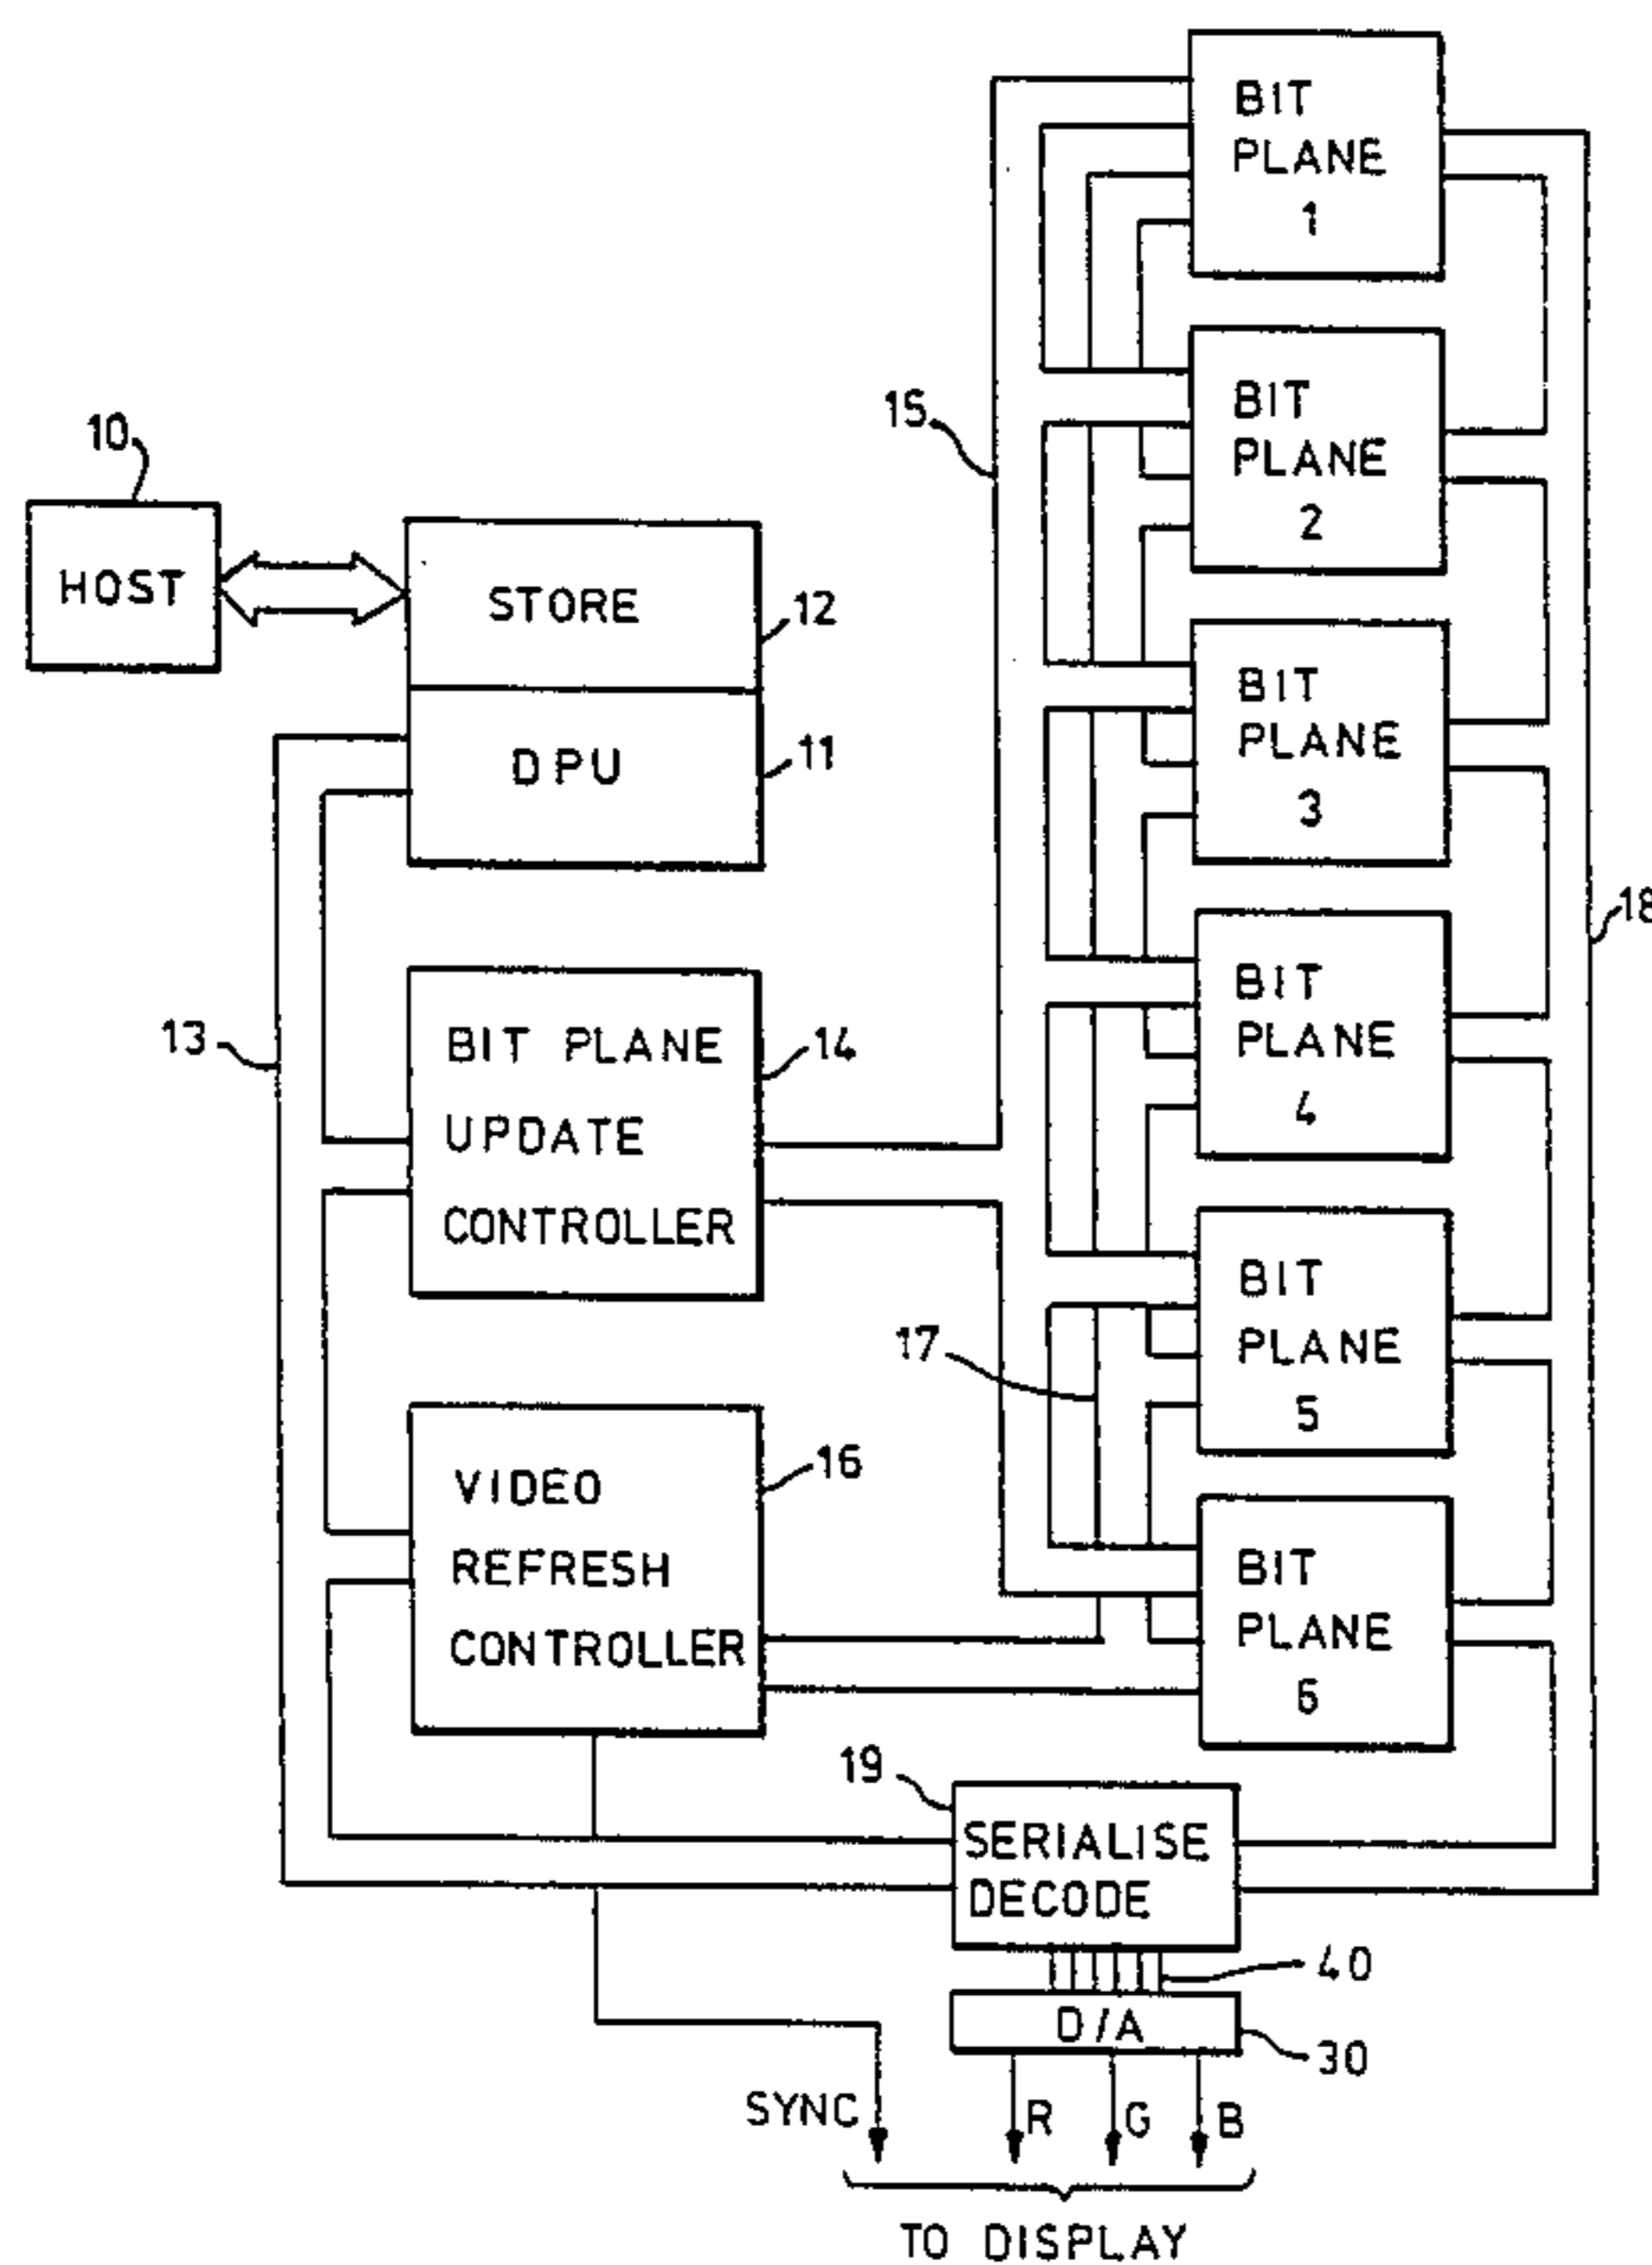 BIT
PLANE
1
BIT
PLANE
2
15
10
HOST
STORE
12
DPU
11
BIT
PLANE
3
18
BIT
PLANE
4
13
BIT PLANE
UPDATE
CONTROLLER
14
BIT
PLANE
5
17
VIDEO
REFRESH
CONTROLLER
16
BIT
PLANE
6
19
SERIALISE
DECODE
40
D/A
30
SYNC
R
G
B
TO DISPLAY